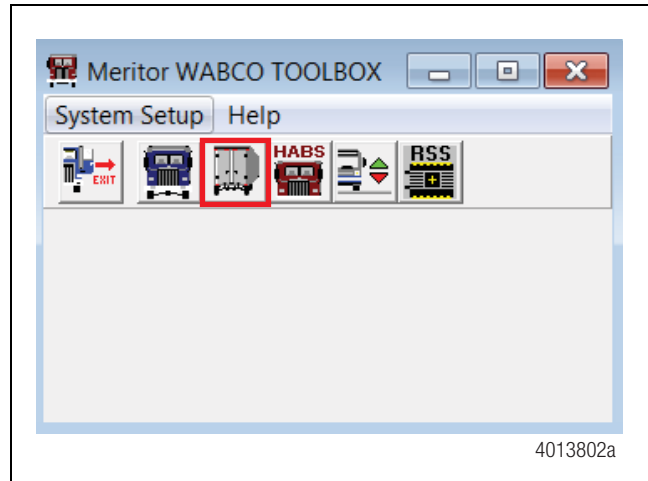 Meritor WABCO TOOLBOX
System Setup Help
EXIT
HABS
RSS
4013802a